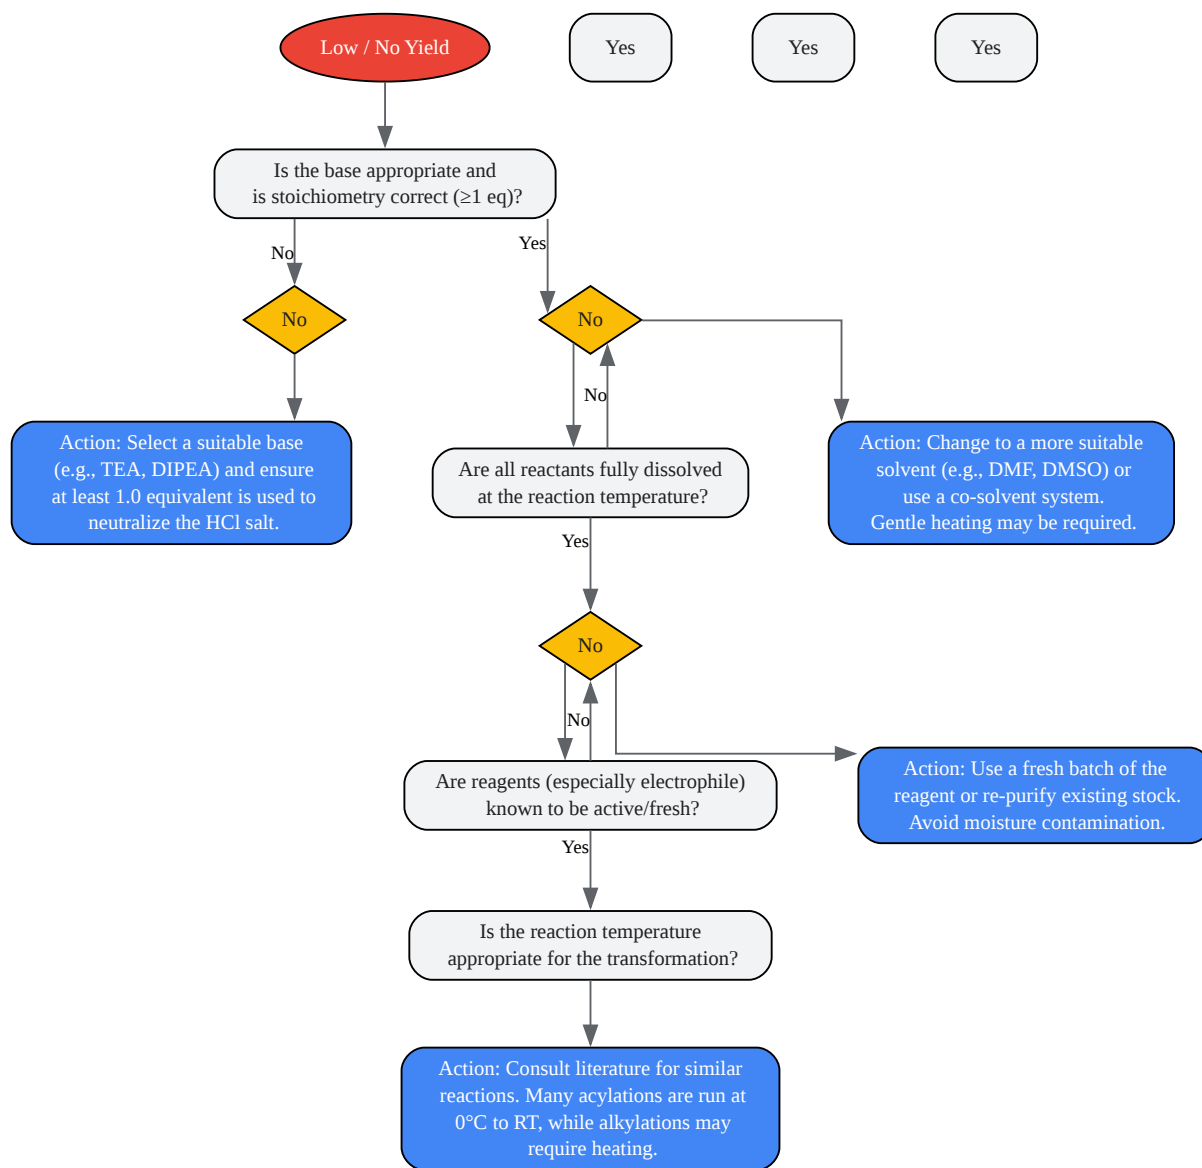 Low / No Yield
Yes
Yes
Yes
Is the base appropriate and
is stoichiometry correct (≥1 eq)?
No
Yes
No
No
No
Action: Select a suitable base
(e.g., TEA, DIPEA) and ensure
at least 1.0 equivalent is used to
neutralize the HCl salt.
Are all reactants fully dissolved
at the reaction temperature?
Action: Change to a more suitable
solvent (e.g., DMF, DMSO) or
use a co-solvent system.
Gentle heating may be required.
Yes
No
No
Are reagents (especially electrophile)
known to be active/fresh?
Action: Use a fresh batch of the
reagent or re-purify existing stock.
Avoid moisture contamination.
Yes
Is the reaction temperature
appropriate for the transformation?
Action: Consult literature for similar
reactions. Many acylations are run at
0°C to RT, while alkylations may
require heating.